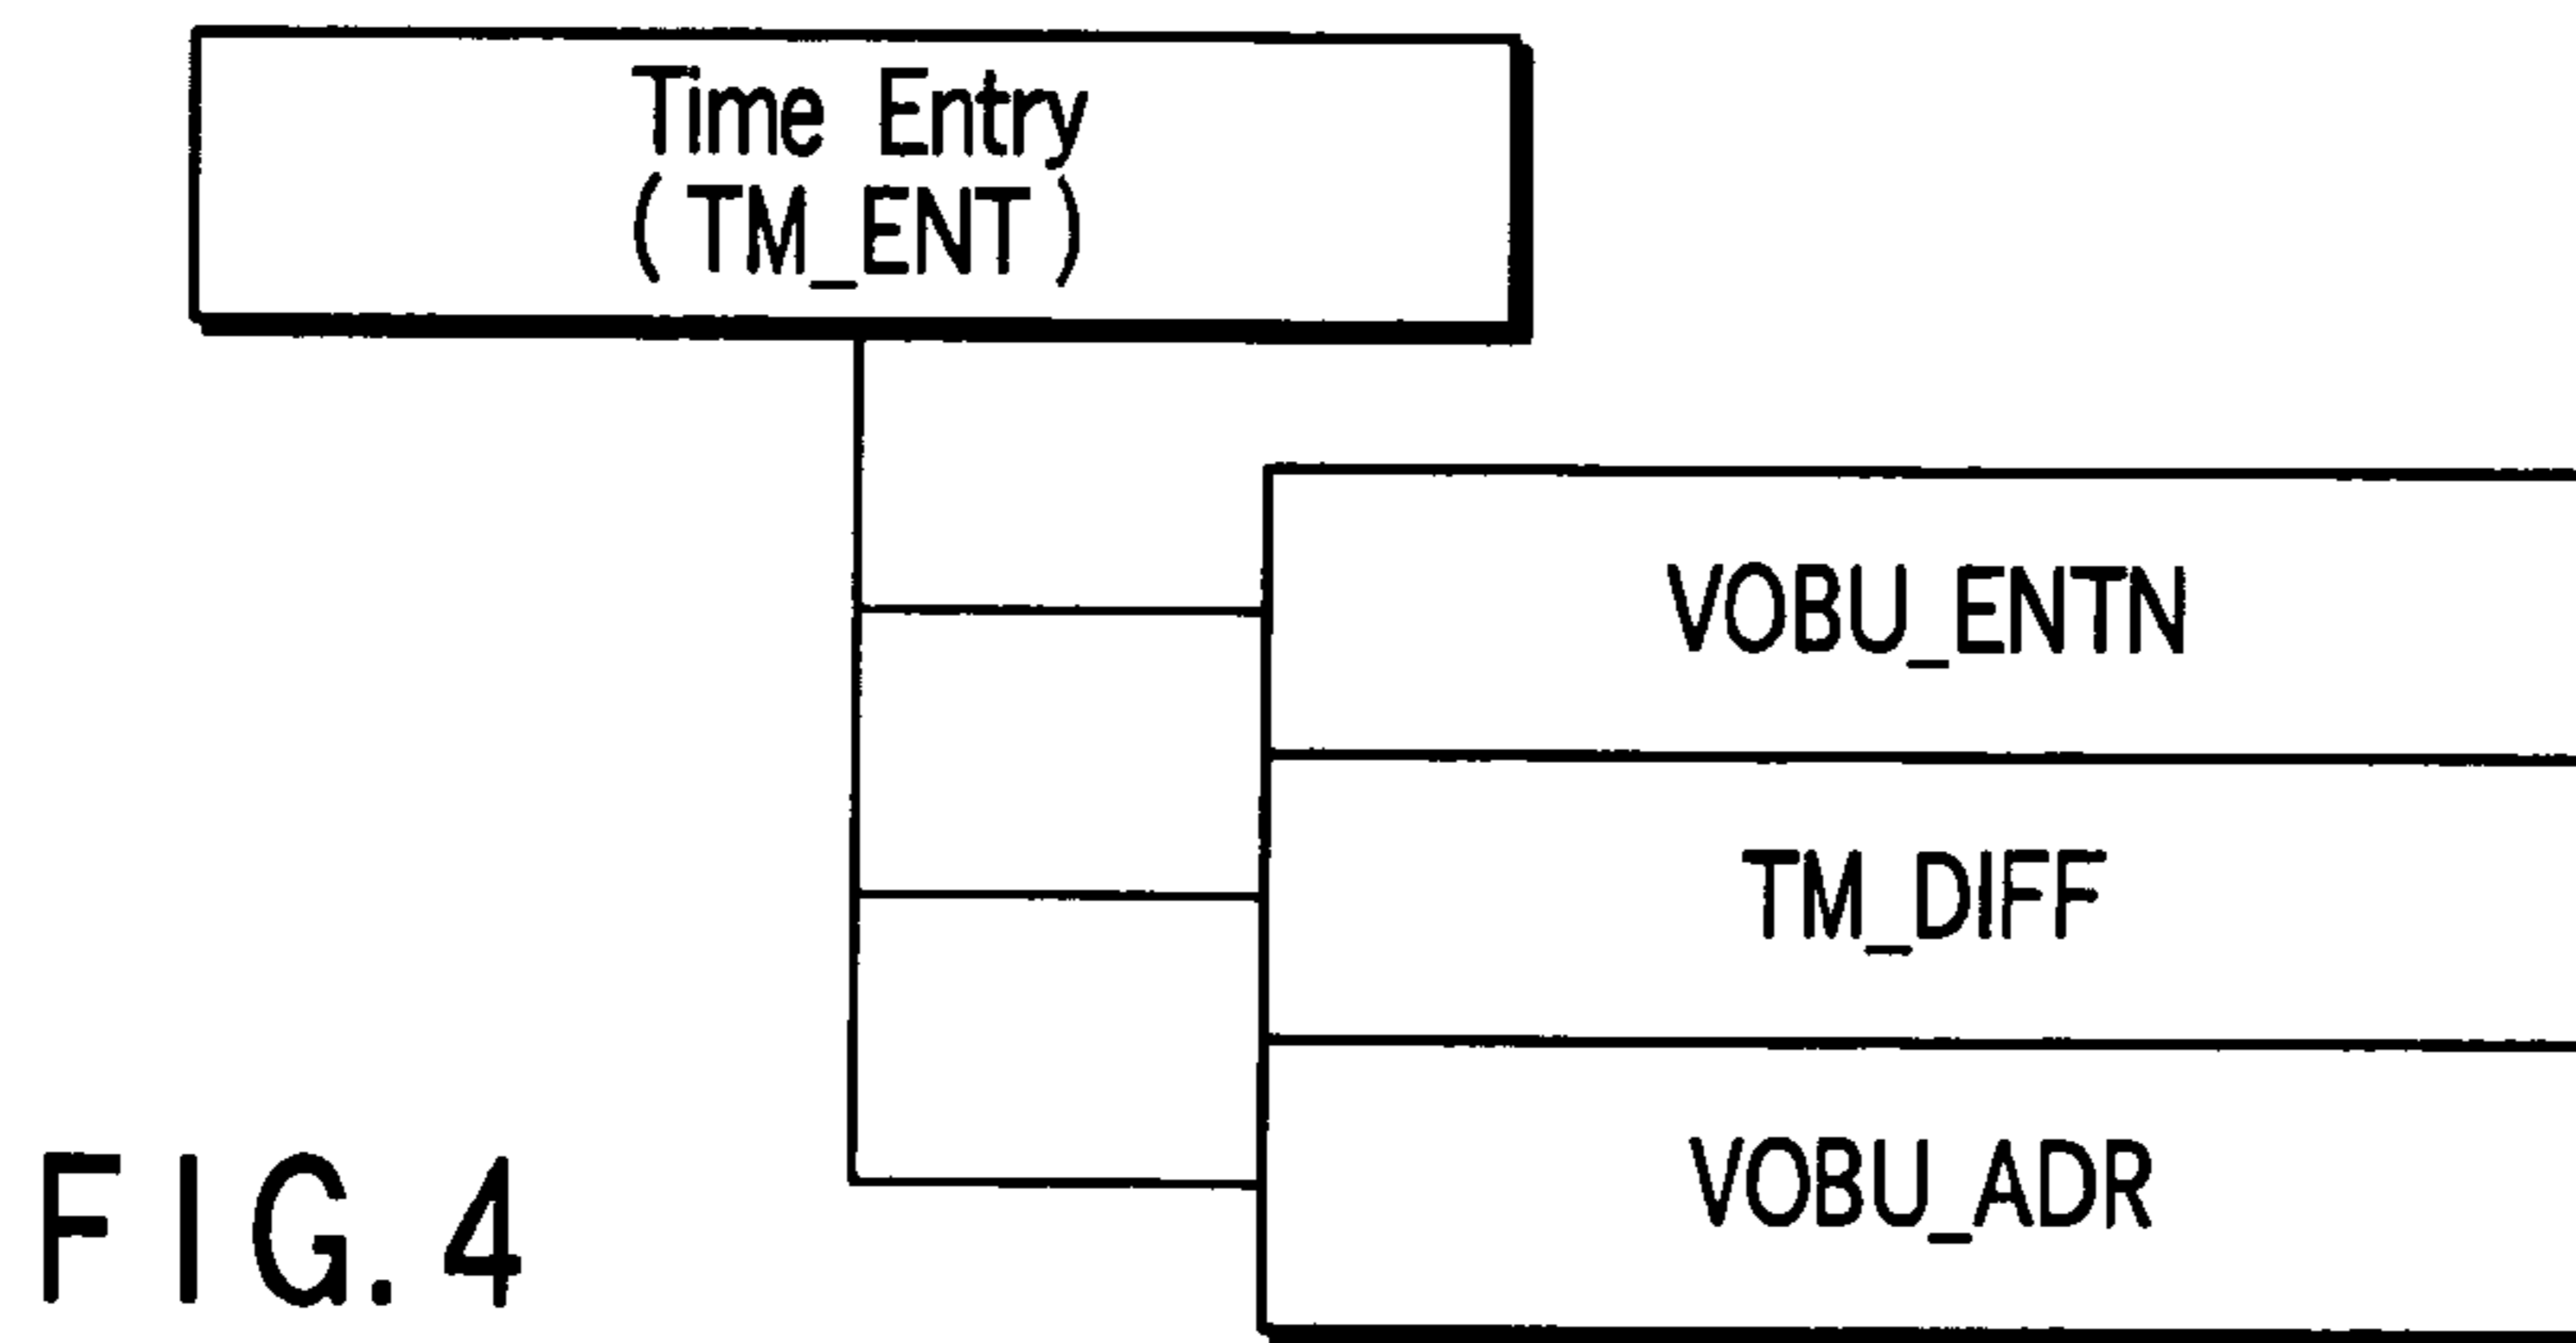 Time Entry
(TM_ENT)
VOBU_ENTN
TM_DIFF
VOBU_ADR
FIG. 4